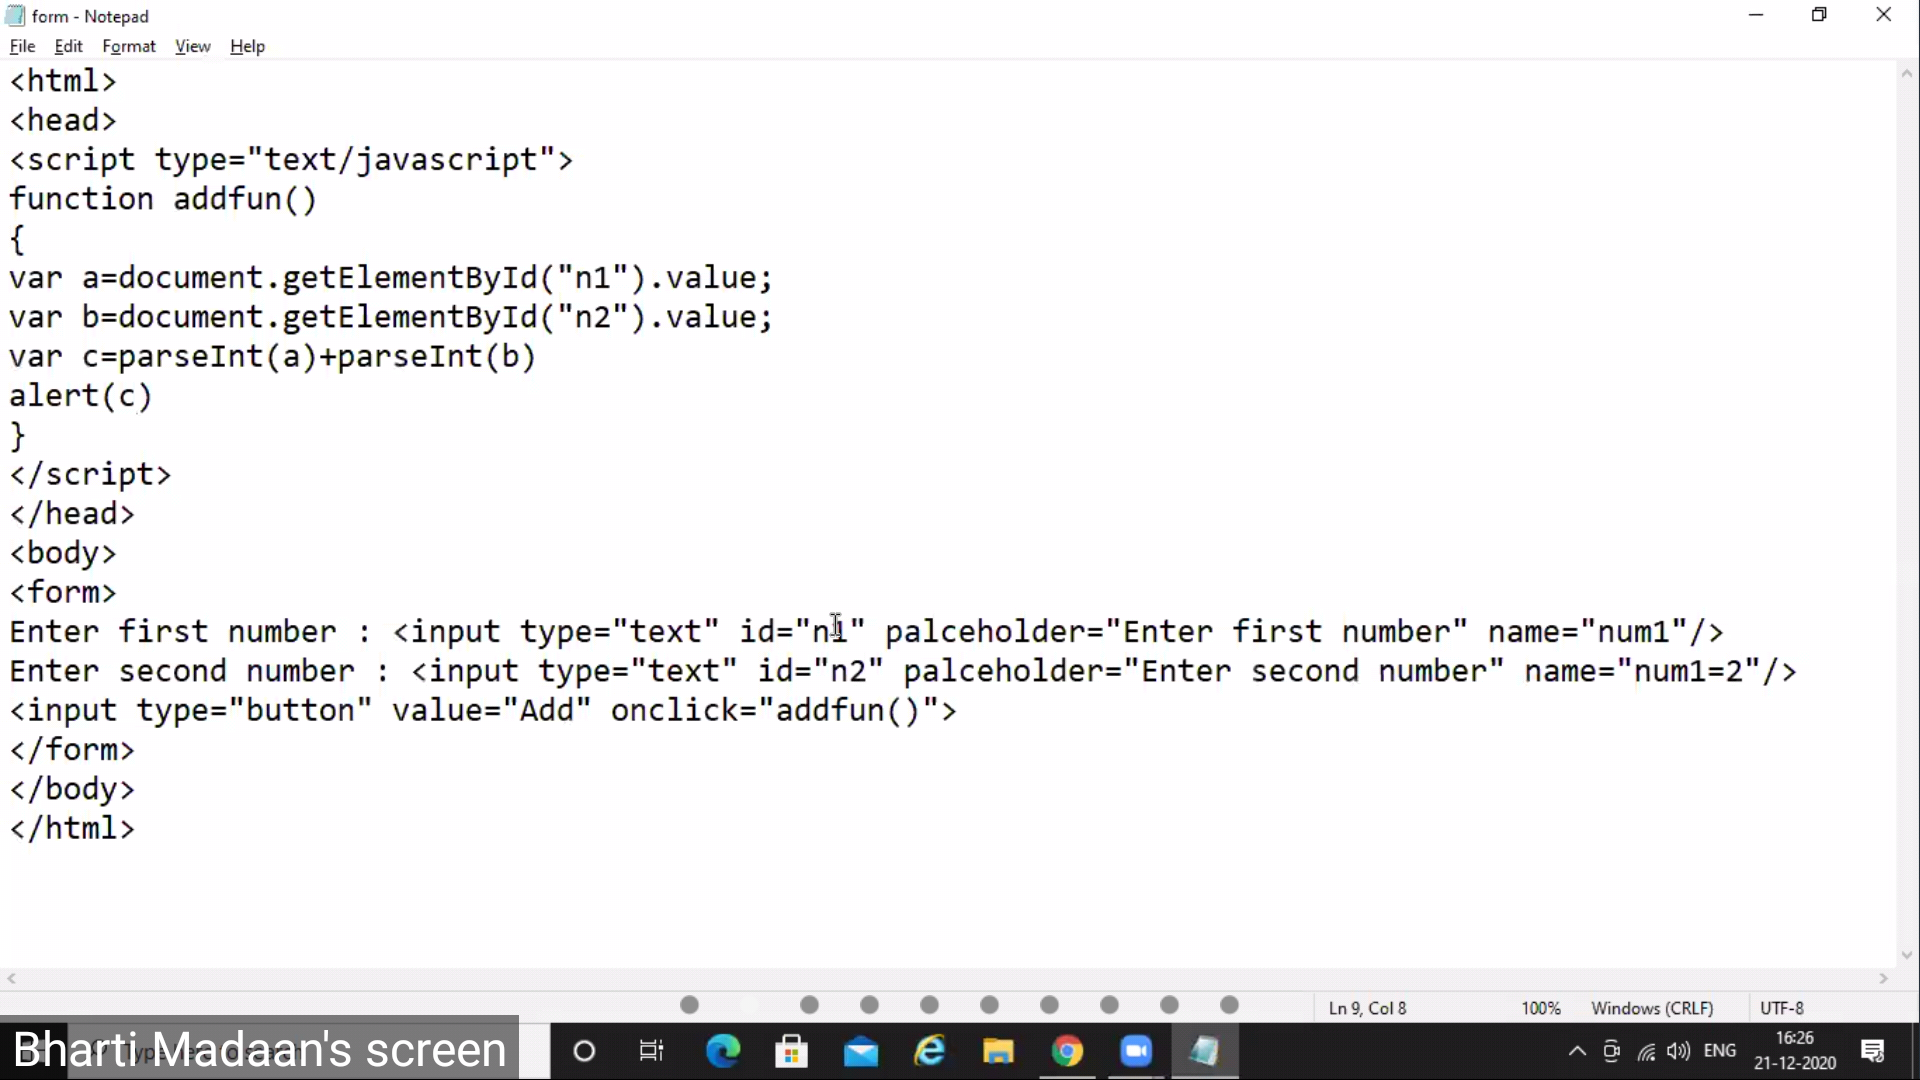 form - Notepad
File Edit Format View Help
<html>
<head>
<script type="text/javascript">
function addfun()
{
var a=document.getElementById("n1").value;
var b=document.getElementById("n2").value;
var c=parseInt(a)+parseInt(b)
alert(c)
}
</script>
</head>
<body>
<form>
Enter first number : <input type="text" id="n1" palceholder="Enter first number" name="num1"/>
Enter second number : <input type="text" id="n2" palceholder="Enter second number" name="num1=2"/>
<input type="button" value="Add" onclick="addfun()">
</form>
</body>
</html>
Ln 9, Col 8 100% Windows (CRLF) UTF-8
Bharti Madaan's screen
ENG
16:26
21-12-2020